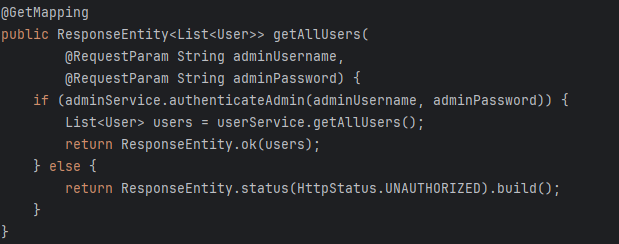 @GetMapping
public ResponseEntity<List<User>> getAllUsers(
        @RequestParam String adminUsername,
        @RequestParam String adminPassword) {
    if (adminService.authenticateAdmin(adminUsername, adminPassword)) {
        List<User> users = userService.getAllUsers();
        return ResponseEntity.ok(users);
    } else {
        return ResponseEntity.status(HttpStatus.UNAUTHORIZED).build();
    }
}